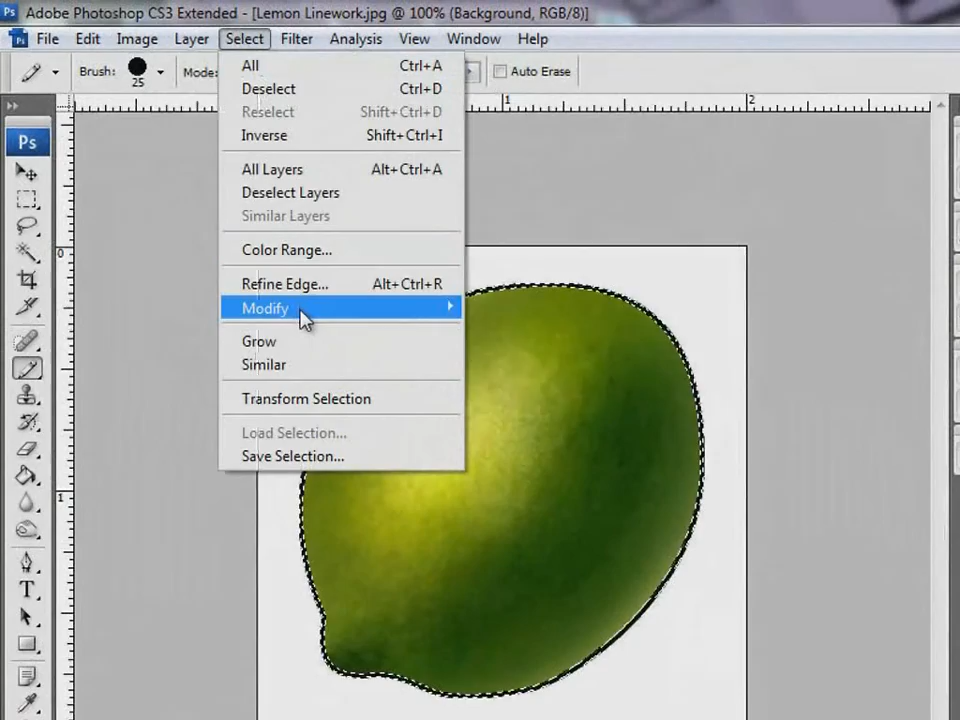 Ps Adobe Photoshop CS3 Extended - [Lemon Linework.jpg @ 100% (Background, RGB/8)]
Ps File Edit Image Layer Select Filter Analysis View Window Help
Brush: 25 Mode: Auto Erase
All Ctrl+A
Deselect Ctrl+D
Reselect Shift+Ctrl+D
Inverse Shift+Ctrl+I
All Layers Alt+Ctrl+A
Deselect Layers
Similar Layers
Color Range...
Refine Edge... Alt+Ctrl+R
Modify
Grow
Similar
Transform Selection
Load Selection...
Save Selection...
1 2
Ps
0
1
T